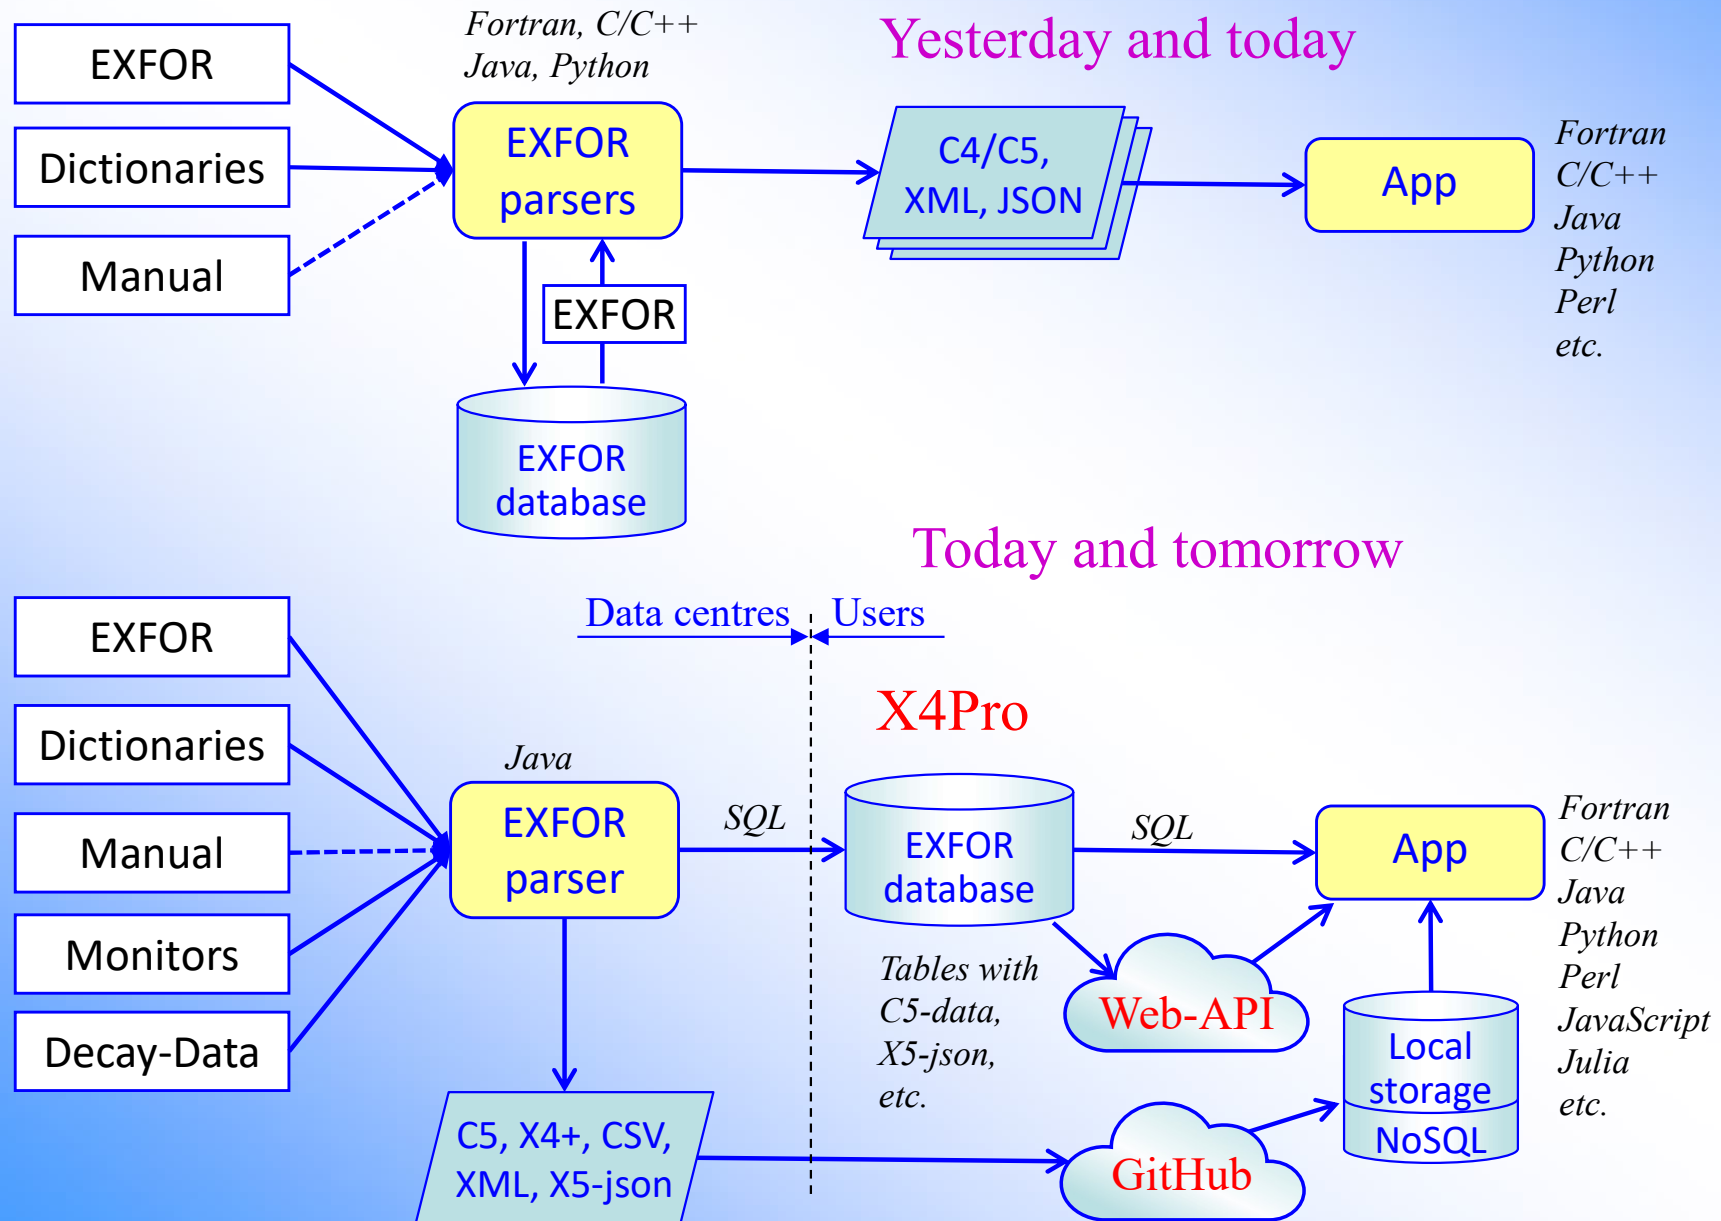 Yesterday and today
Fortran, C/C++
Java, Python
EXFOR
Dictionaries
Manual
EXFOR
parsers
EXFOR
EXFOR
database
C4/C5,
XML, JSON
App
Fortran
C/C++
Java
Python
Perl
etc.
Today and tomorrow
Data centres
Users
EXFOR
Dictionaries
Manual
Monitors
Decay-Data
Java
EXFOR
parser
SQL
C5, X4+, CSV,
XML, X5-json
X4Pro
EXFOR
database
Tables with
C5-data,
X5-json,
etc.
SQL
Web-API
GitHub
App
Local
storage
NoSQL
Fortran
C/C++
Java
Python
Perl
JavaScript
Julia
etc.